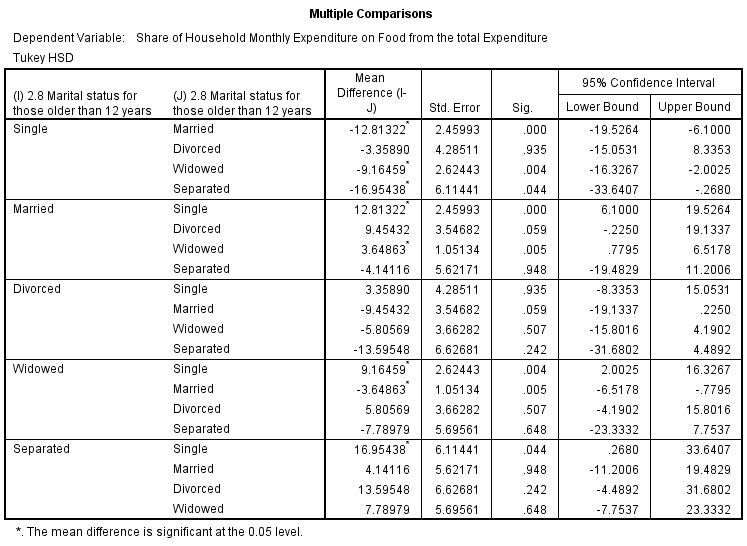 Multiple Comparisons
Dependent Variable: Share of Household Monthly Expenditure on Food from the total Expenditure
Tukey HSD
(I) 2.8 Marital status for those older than 12 years (J) 2.8 Marital status for those older than 12 years Mean Difference (I-J) Std. Error Sig. 95% Confidence Interval
Lower Bound Upper Bound
Single Married -12.81322* 2.45993 .000 -19.5264 -6.1000
Divorced -3.35890 4.28511 .935 -15.0531 8.3353
Widowed -9.16459* 2.62443 .004 -16.3267 -2.0025
Separated -16.95438* 6.11441 .044 -33.6407 -.2680
Married Single 12.81322* 2.45993 .000 6.1000 19.5264
Divorced 9.45432 3.54682 .059 -.2250 19.1337
Widowed 3.64863* 1.05134 .005 .7795 6.5178
Separated -4.14116 5.62171 .948 -19.4829 11.2006
Divorced Single 3.35890 4.28511 .935 -8.3353 15.0531
Married -9.45432 3.54682 .059 -19.1337 .2250
Widowed -5.80569 3.66282 .507 -15.8016 4.1902
Separated -13.59548 6.62681 .242 -31.6802 4.4892
Widowed Single 9.16459* 2.62443 .004 2.0025 16.3267
Married -3.64863* 1.05134 .005 -6.5178 -.7795
Divorced 5.80569 3.66282 .507 -4.1902 15.8016
Separated -7.78979 5.69561 .648 -23.3332 7.7537
Separated Single 16.95438* 6.11441 .044 .2680 33.6407
Married 4.14116 5.62171 .948 -11.2006 19.4829
Divorced 13.59548 6.62681 .242 -4.4892 31.6802
Widowed 7.78979 5.69561 .648 -7.7537 23.3332
*. The mean difference is significant at the 0.05 level.